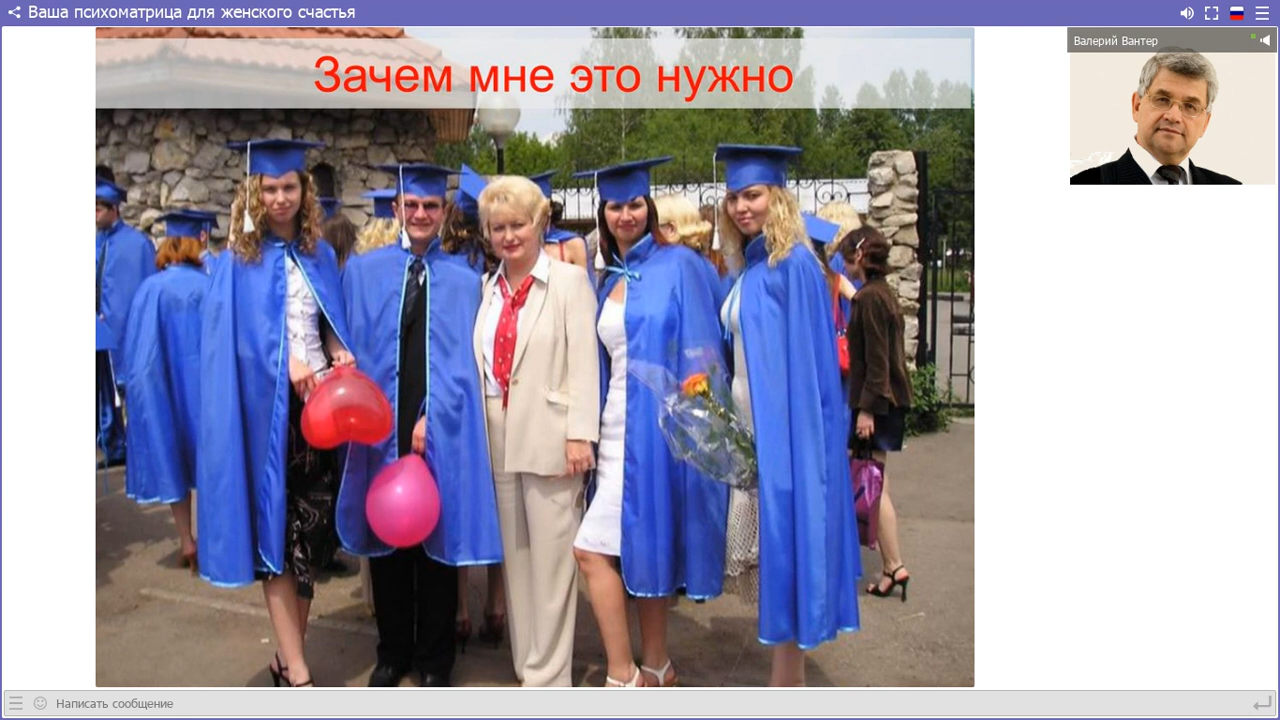 Ваша психоматрица для женского счастья
Валерий Вантер
Зачем мне это нужно
Написать сообщение